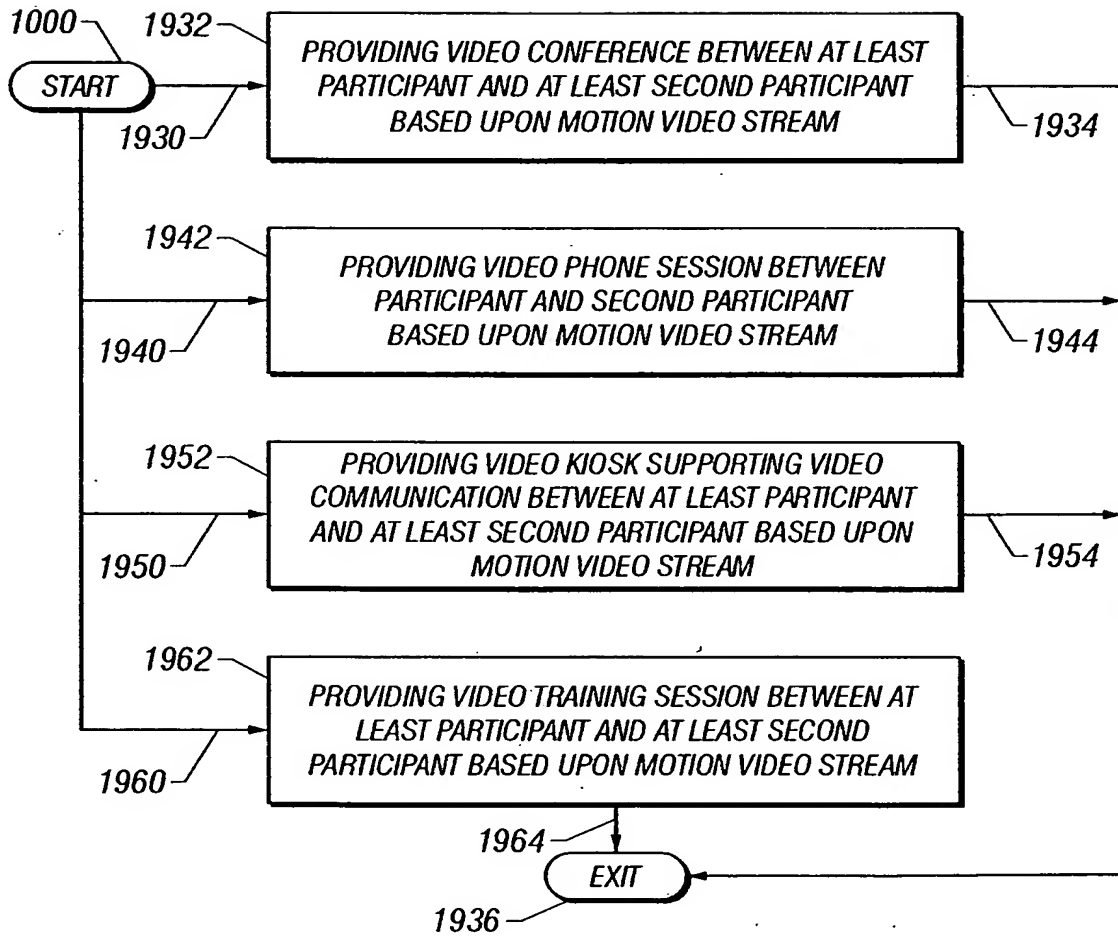 1000
START
1930
1932
PROVIDING VIDEO CONFERENCE BETWEEN AT LEAST
PARTICIPANT AND AT LEAST SECOND PARTICIPANT
BASED UPON MOTION VIDEO STREAM
1934
1942
PROVIDING VIDEO PHONE SESSION BETWEEN
PARTICIPANT AND SECOND PARTICIPANT
BASED UPON MOTION VIDEO STREAM
1940
1944
1952
PROVIDING VIDEO KIOSK SUPPORTING VIDEO
COMMUNICATION BETWEEN AT LEAST PARTICIPANT
AND AT LEAST SECOND PARTICIPANT BASED UPON
MOTION VIDEO STREAM
1950
1954
1962
PROVIDING VIDEO TRAINING SESSION BETWEEN AT
LEAST PARTICIPANT AND AT LEAST SECOND
PARTICIPANT BASED UPON MOTION VIDEO STREAM
1960
1964
EXIT
1936